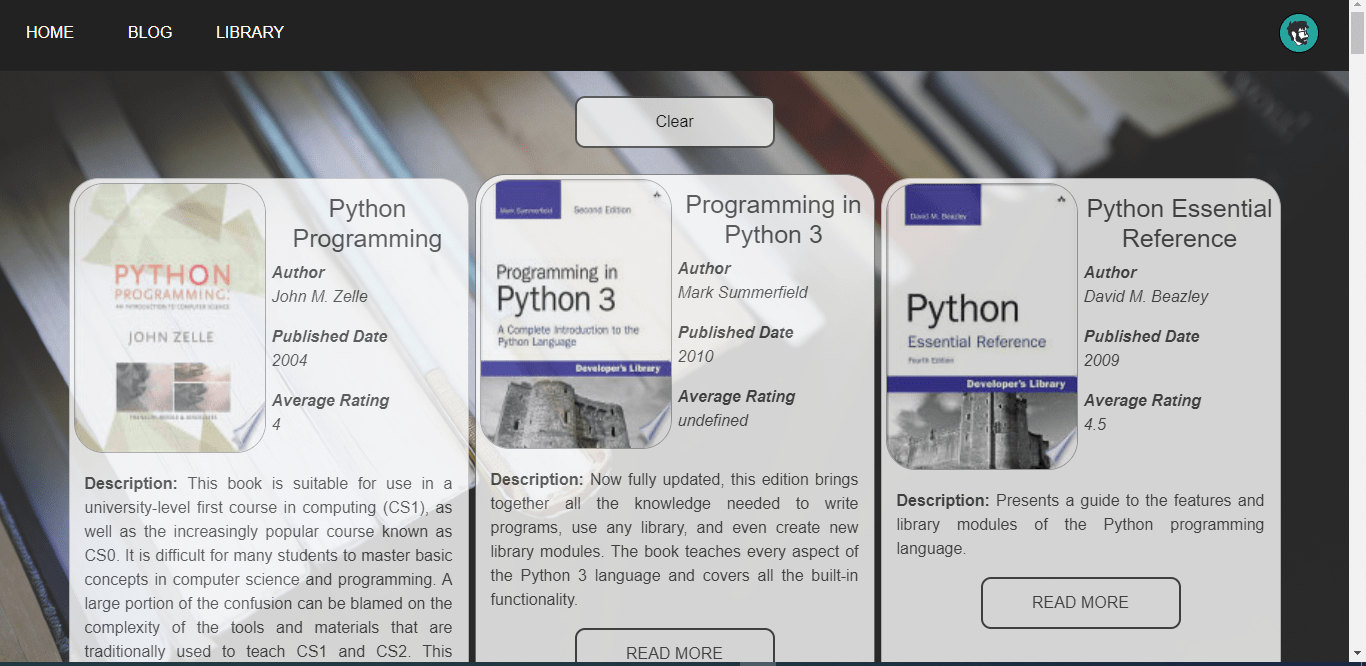 HOME
BLOG
LIBRARY
Clear
PYTHON
PROGRAMMING:
AN INTRODUCTION TO COMPUTER SCIENCE
JOHN ZELLE
Python
Programming
Author
John M. Zelle
Published Date
2004
Average Rating
4
Description: This book is suitable for use in a
university-level first course in computing (CS1), as
well as the increasingly popular course known as
CS0. It is difficult for many students to master basic
concepts in computer science and programming. A
large portion of the confusion can be blamed on the
complexity of the tools and materials that are
traditionally used to teach CS1 and CS2. This
Mark Summerfield
Second Edition
Programming in
Python 3
A Complete Introduction to the
Python Language
Developer's Library
Programming in
Python 3
Author
Mark Summerfield
Published Date
2010
Average Rating
undefined
Description: Now fully updated, this edition brings
together all the knowledge needed to write
programs, use any library, and even create new
library modules. The book teaches every aspect of
the Python 3 language and covers all the built-in
functionality.
READ MORE
David M. Beazley
Python
Essential Reference
Fourth Edition
Developer's Library
Python Essential
Reference
Author
David M. Beazley
Published Date
2009
Average Rating
4.5
Description: Presents a guide to the features and
library modules of the Python programming
language.
READ MORE